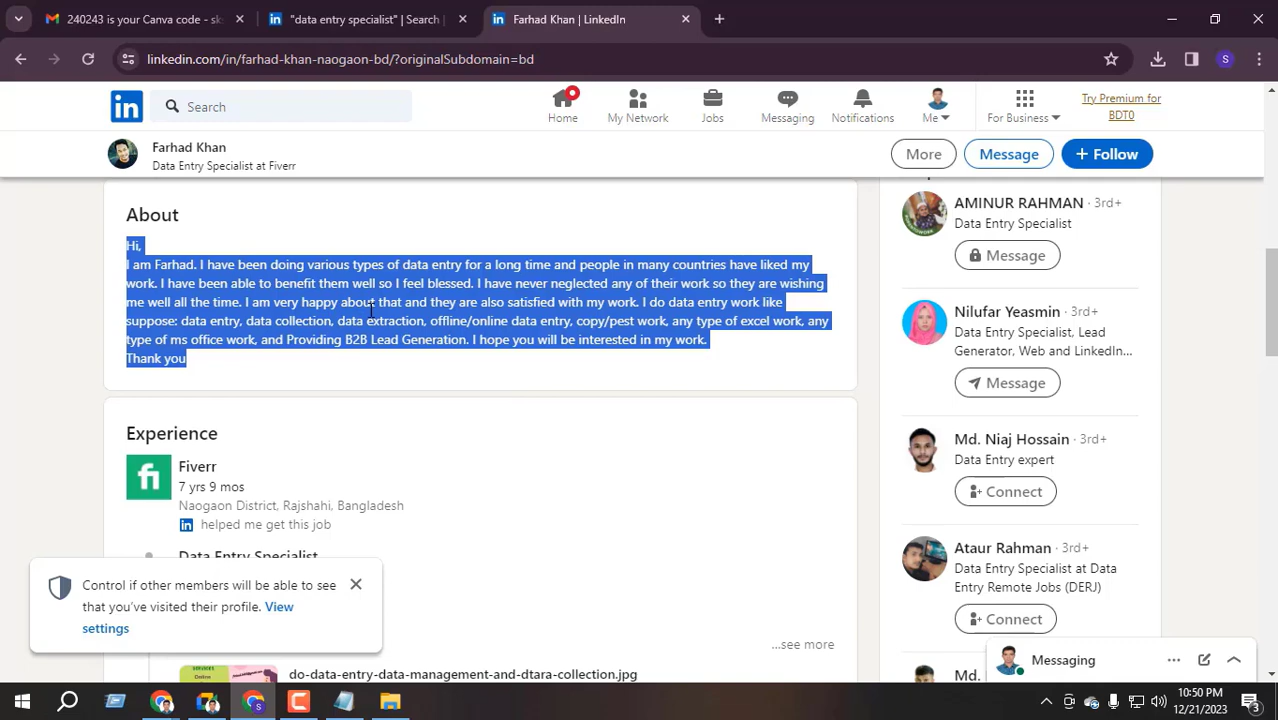 240243 is your Canva code - sk
"data entry specialist" | Search |
Farhad Khan | LinkedIn
linkedin.com/in/farhad-khan-naogaon-bd/?originalSubdomain=bd
S
in
Search
Home
My Network
Jobs
Messaging
Notifications
Me
For Business
Try Premium for
BDT0
Farhad Khan
Data Entry Specialist at Fiverr
More
Message
+ Follow
About
Hi,
I am Farhad. I have been doing various types of data entry for a long time and people in many countries have liked my
work. I have been able to benefit them well so I feel blessed. I have never neglected any of their work so they are wishing
me well all the time. I am very happy about that and they are also satisfied with my work. I do data entry work like
suppose: data entry, data collection, data extraction, offline/online data entry, copy/pest work, any type of excel work, any
type of ms office work, and Providing B2B Lead Generation. I hope you will be interested in my work.
Thank you
Experience
fi
Fiverr
7 yrs 9 mos
Naogaon District, Rajshahi, Bangladesh
in helped me get this job
Data Entry Specialist
...see more
do-data-entry-data-management-and-dtara-collection.jpg
Control if other members will be able to see
that you've visited their profile. View
settings
AMINUR RAHMAN · 3rd+
Data Entry Specialist
Message
Nilufar Yeasmin · 3rd+
Data Entry Specialist, Lead
Generator, Web and LinkedIn...
Message
Md. Niaj Hossain · 3rd+
Data Entry expert
Connect
Ataur Rahman · 3rd+
Data Entry Specialist at Data
Entry Remote Jobs (DERJ)
Connect
Md.
Messaging
10:50 PM
12/21/2023
3